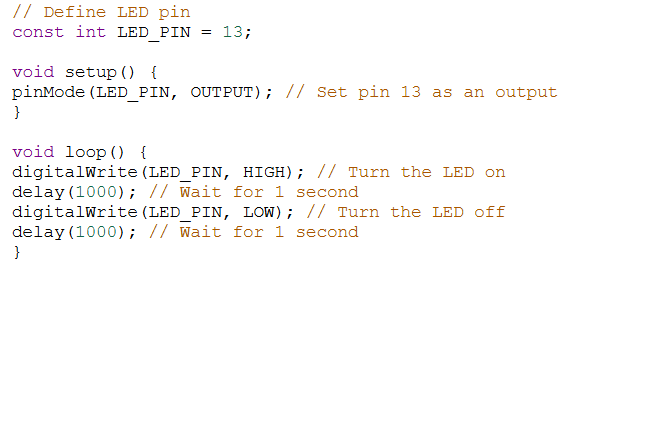 // Define LED pin
const int LED_PIN = 13;
void setup() {
pinMode(LED_PIN, OUTPUT); // Set pin 13 as an output
}
void loop() {
digitalWrite(LED_PIN, HIGH); // Turn the LED on
delay(1000); // Wait for 1 second
digitalWrite(LED_PIN, LOW); // Turn the LED off
delay(1000); // Wait for 1 second
}